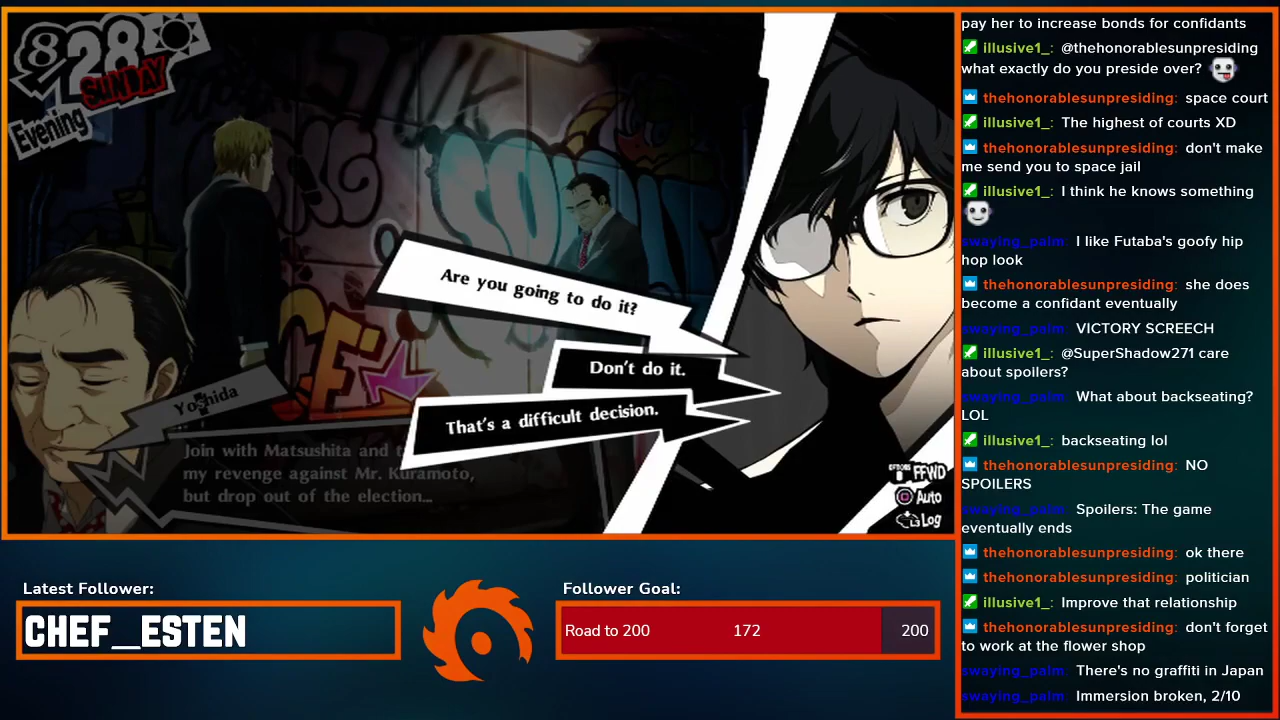 8/28
SUNDAY
Evening
Are you going to do it?
Don't do it.
That's a difficult decision.
Yoshida
Join with Matsushita and t
my revenge against Mr. Kuramoto,
but drop out of the election...
OPTIONS FFWD
Auto
Log
Latest Follower:
CHEF_ESTEN
Follower Goal:
Road to 200 172 200
pay her to increase bonds for confidants
illusive1_: @thehonorablesunpresiding
what exactly do you preside over?
thehonorablesunpresiding: space court
illusive1_: The highest of courts XD
thehonorablesunpresiding: don't make
me send you to space jail
illusive1_: I think he knows something
swaying_palm: I like Futaba's goofy hip
hop look
thehonorablesunpresiding: she does
become a confidant eventually
swaying_palm: VICTORY SCREECH
illusive1_: @SuperShadow271 care
about spoilers?
swaying_palm: What about backseating?
LOL
illusive1_: backseating lol
thehonorablesunpresiding: NO
SPOILERS
swaying_palm: Spoilers: The game
eventually ends
thehonorablesunpresiding: ok there
thehonorablesunpresiding: politician
illusive1_: Improve that relationship
thehonorablesunpresiding: don't forget
to work at the flower shop
swaying_palm: There's no graffiti in Japan
swaying_palm: Immersion broken, 2/10